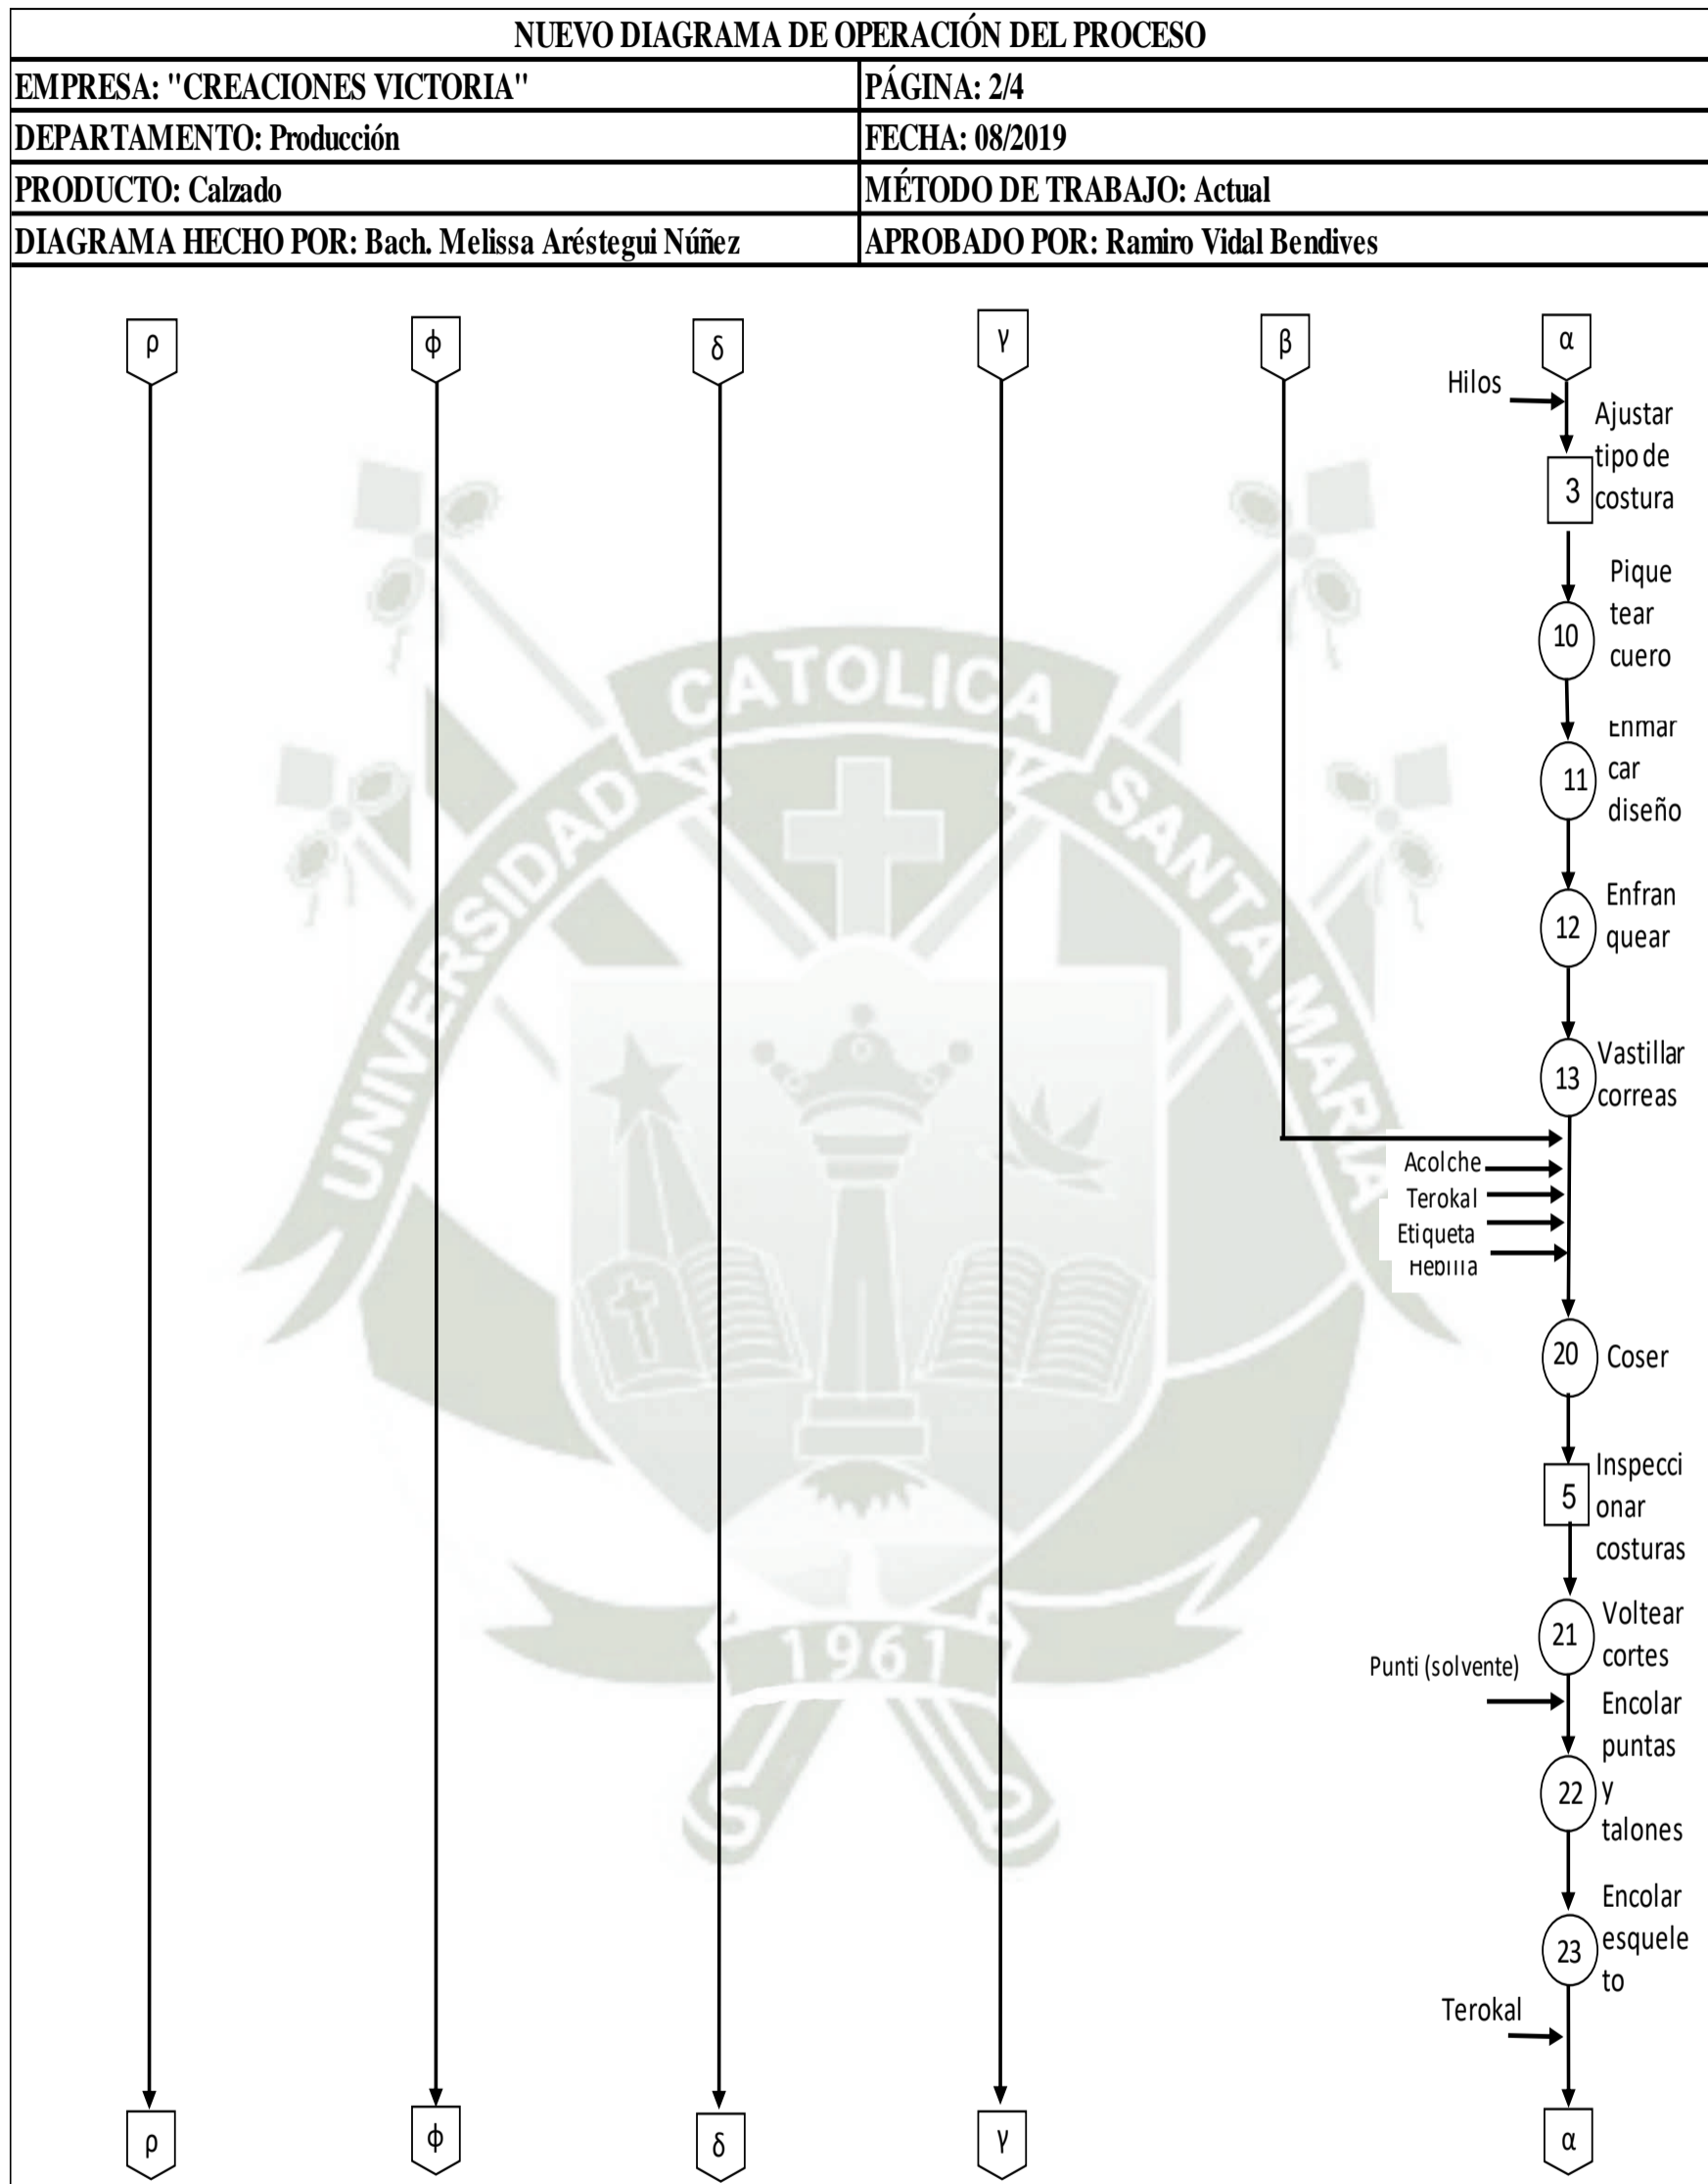 NUEVO DIAGRAMA DE OPERACIÓN DEL PROCESO
EMPRESA: "CREACIONES VICTORIA"
PÁGINA: 2/4
DEPARTAMENTO: Producción
FECHA: 08/2019
PRODUCTO: Calzado
MÉTODO DE TRABAJO: Actual
DIAGRAMA HECHO POR: Bach. Melissa Aréstegui Núñez
APROBADO POR: Ramiro Vidal Bendives
ρ
ϕ
δ
γ
β
α
Hilos
Ajustar
tipo de
costura
3
Pique
tear
cuero
10
Enmar
car
diseño
11
Enfran
quear
12
Vastillar
correas
13
Acolche
Terokal
Etiqueta
Hebilla
20
Coser
Inspecci
onar
costuras
5
Voltear
cortes
21
Punti (solvente)
Encolar
puntas
y
talones
22
Encolar
esquele
to
23
Terokal
ρ
ϕ
δ
γ
α
UNIVERSIDAD
CATOLICA
SANTA MARIA
1961